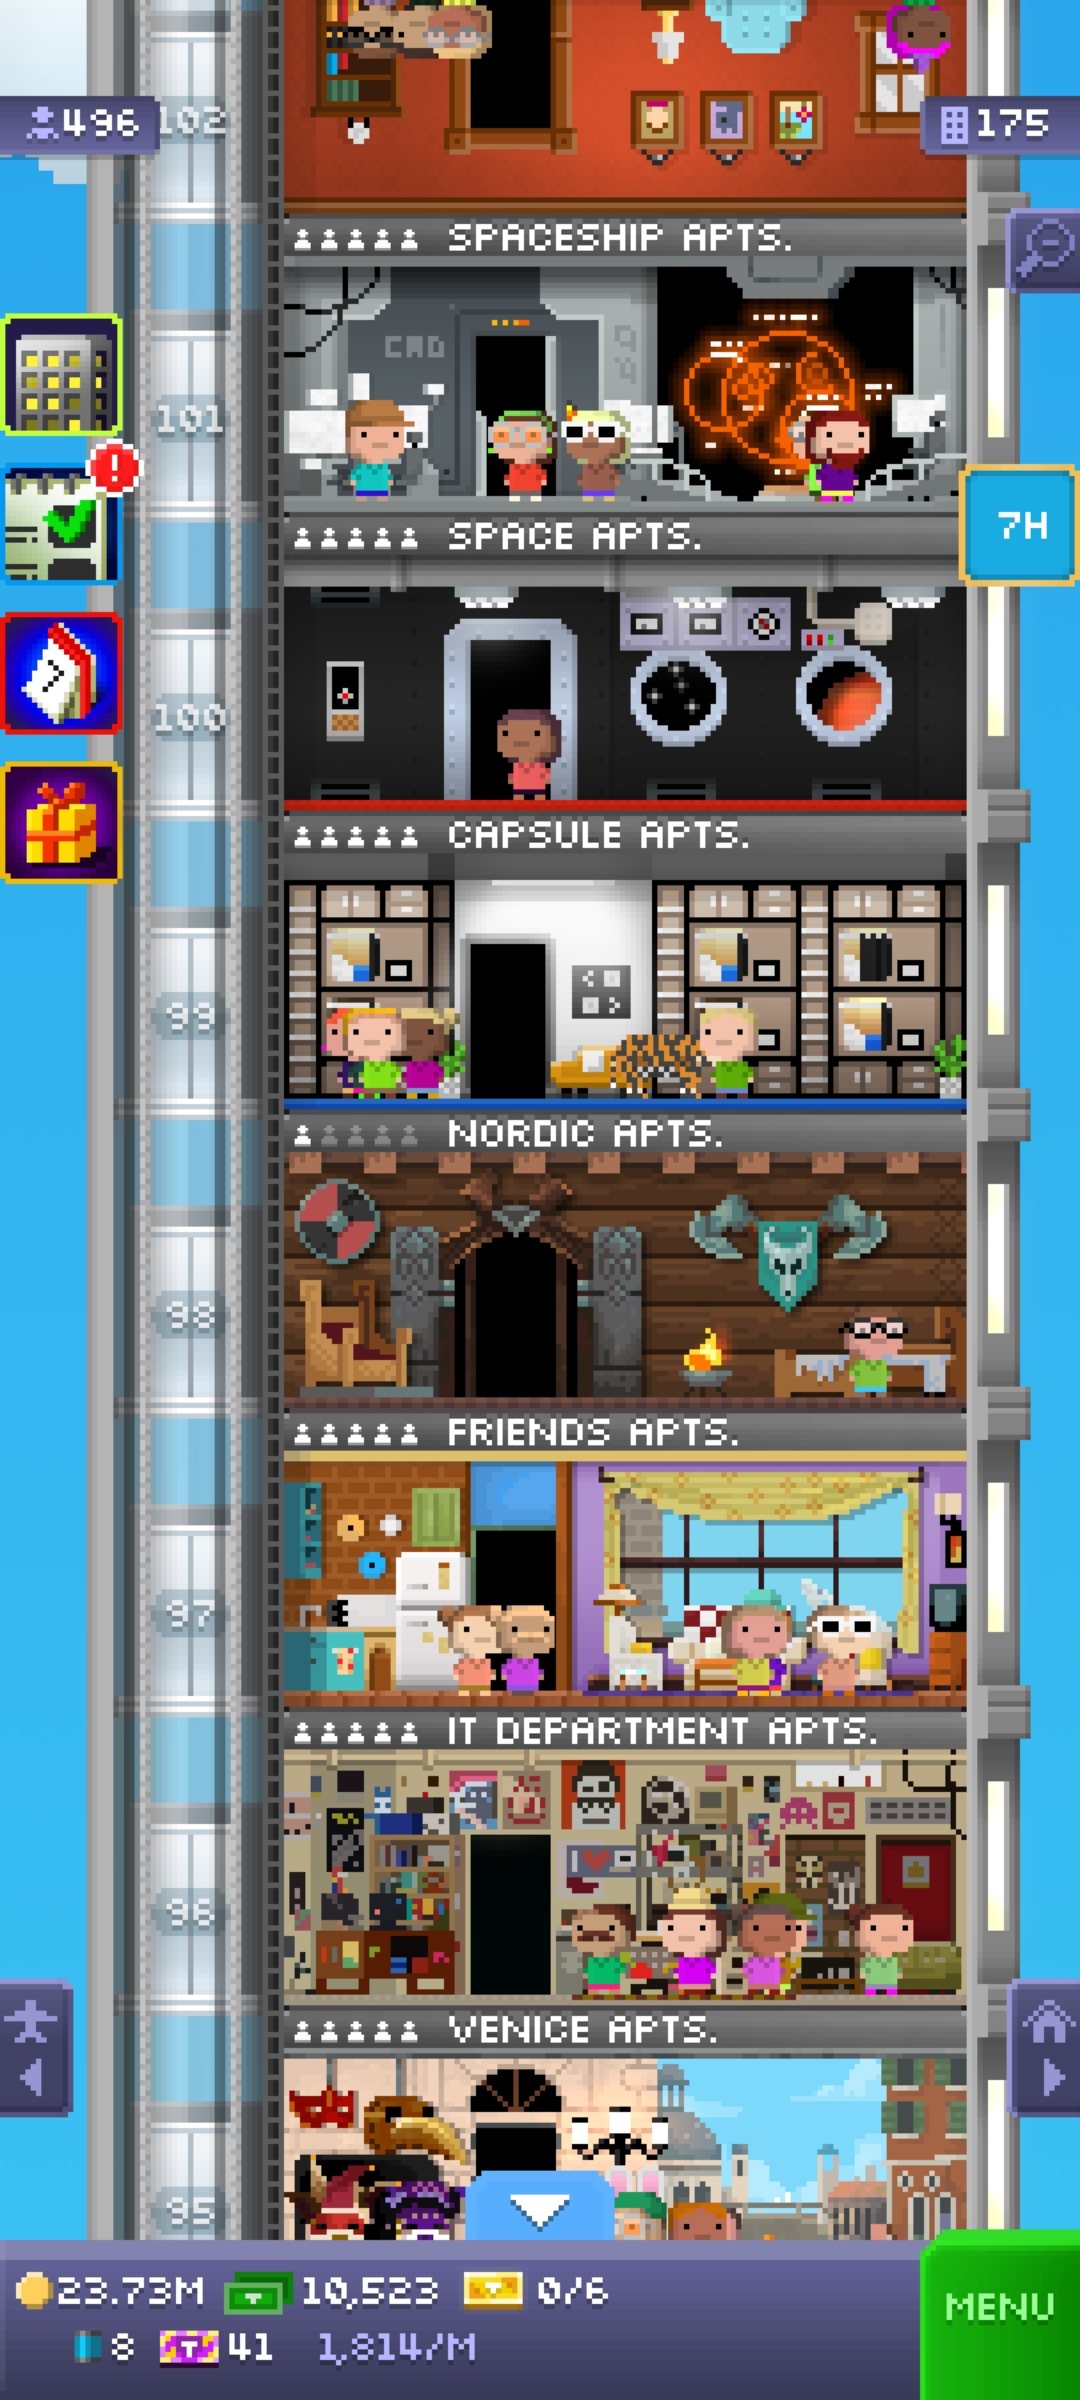 496
102
175
SPACESHIP APTS.
CMD
101
SPACE APTS.
7H
7
100
CAPSULE APTS.
99
NORDIC APTS.
98
FRIENDS APTS.
97
IT DEPARTMENT APTS.
96
VENICE APTS.
95
23.73M 10,523 0/6
8 41 1,814/M
MENU